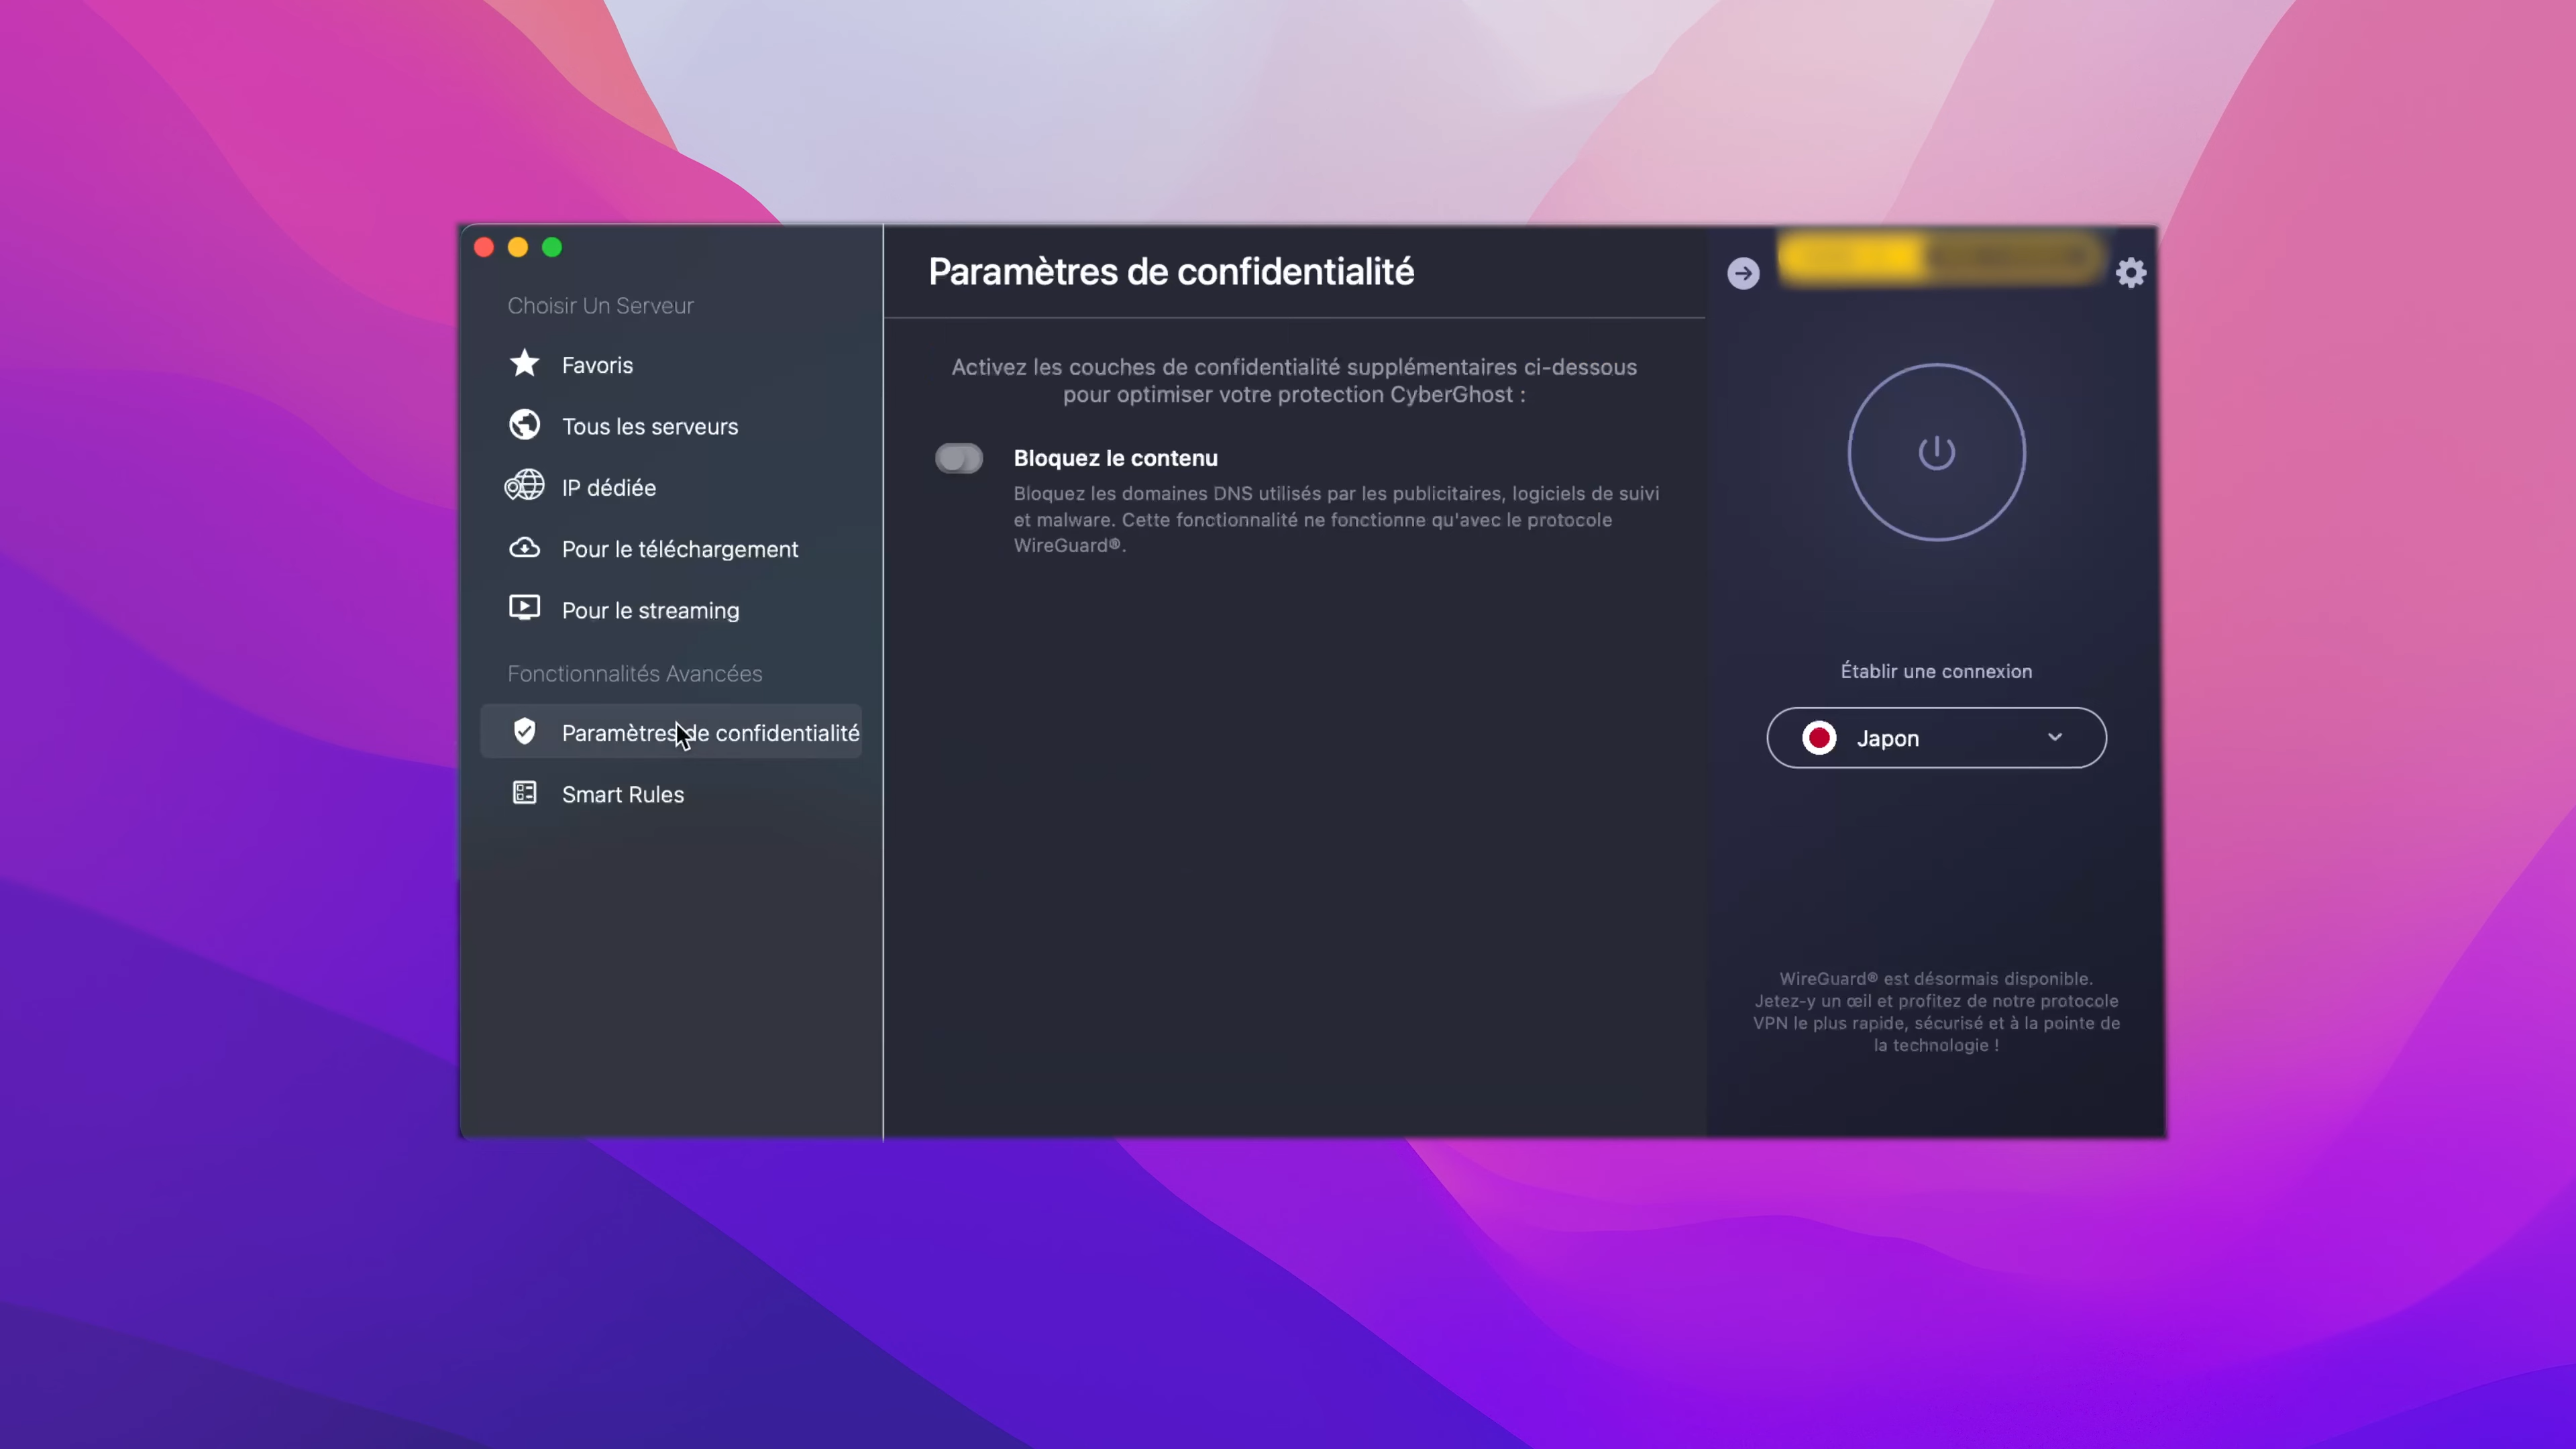 Choisir Un Serveur
Favoris
Tous les serveurs
IP dédiée
Pour le téléchargement
Pour le streaming
Fonctionnalités Avancées
Paramètres de confidentialité
Smart Rules
Paramètres de confidentialité
Activez les couches de confidentialité supplémentaires ci-dessous
pour optimiser votre protection CyberGhost :
Bloquez le contenu
Bloquez les domaines DNS utilisés par les publicitaires, logiciels de suivi
et malware. Cette fonctionnalité ne fonctionne qu'avec le protocole
WireGuard®.
Établir une connexion
Japon
WireGuard® est désormais disponible.
Jetez-y un œil et profitez de notre protocole
VPN le plus rapide, sécurisé et à la pointe de
la technologie !